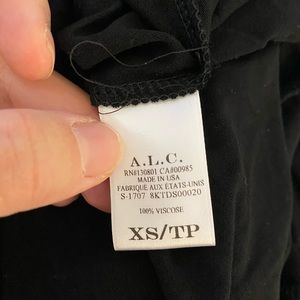 A.L.C.
RN#130801 CA#00985
MADE IN USA
FABRIQUÉ AUX ÉTATS-UNIS
S-1707 8KTDS00020
100% VISCOSE
XS/TP